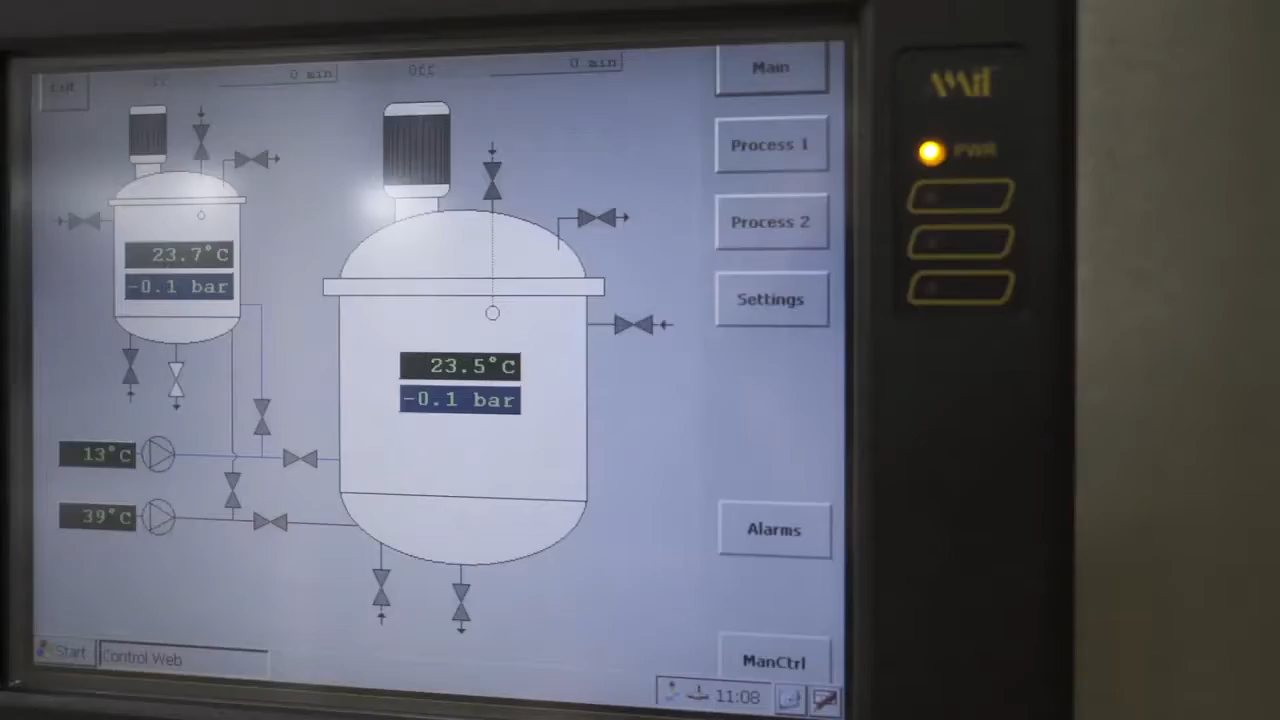 0 min
Off
0 min
Main
Process 1
Process 2
Settings
23.7°C
-0.1 bar
23.5°C
-0.1 bar
13°C
39°C
Alarms
ManCtrl
Start
Control Web
11:08
PWR